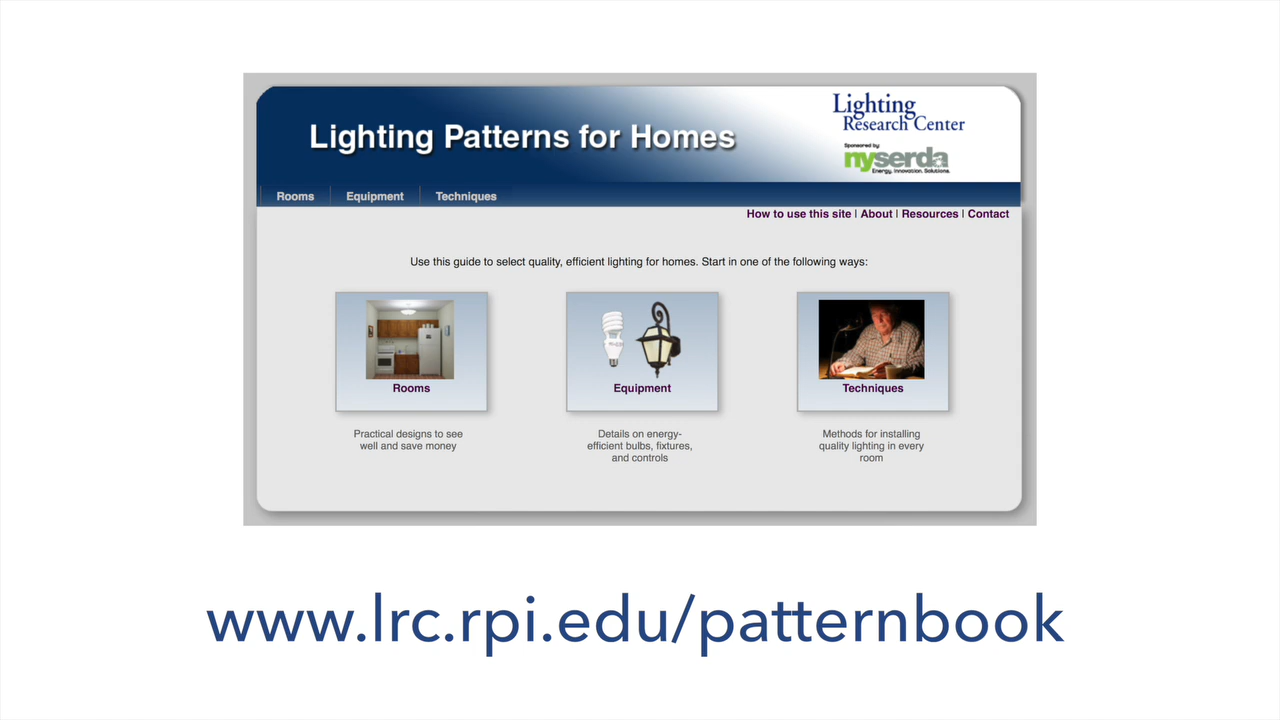 Lighting Patterns for Homes
Lighting
Research Center
Sponsored by
nyserda
Energy. Innovation. Solutions.
Rooms
Equipment
Techniques
How to use this site | About | Resources | Contact
Use this guide to select quality, efficient lighting for homes. Start in one of the following ways:
Rooms
Practical designs to see
well and save money
Equipment
Details on energy-
efficient bulbs, fixtures,
and controls
Techniques
Methods for installing
quality lighting in every
room
www.lrc.rpi.edu/patternbook